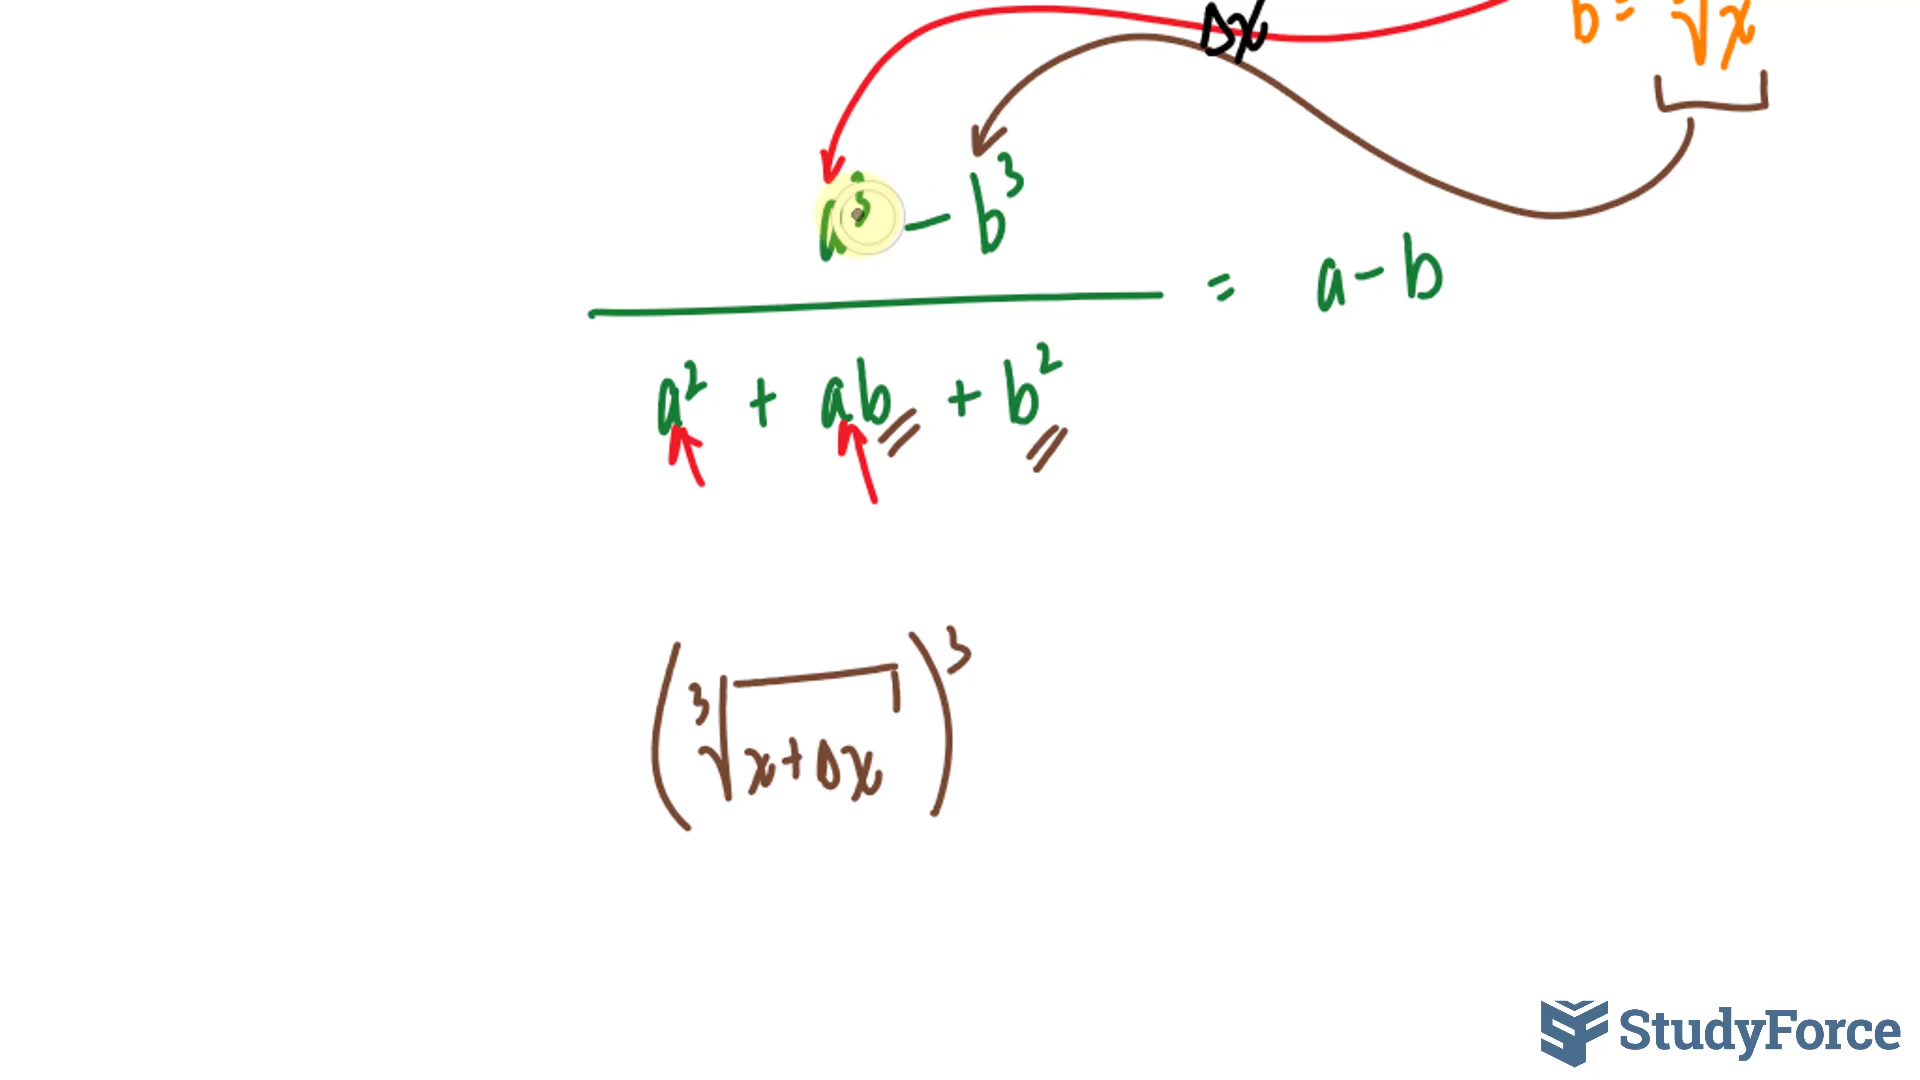 Δx
b = ∛x
a³ - b³
a² + ab + b²
= a - b
(∛(x+Δx))³
StudyForce